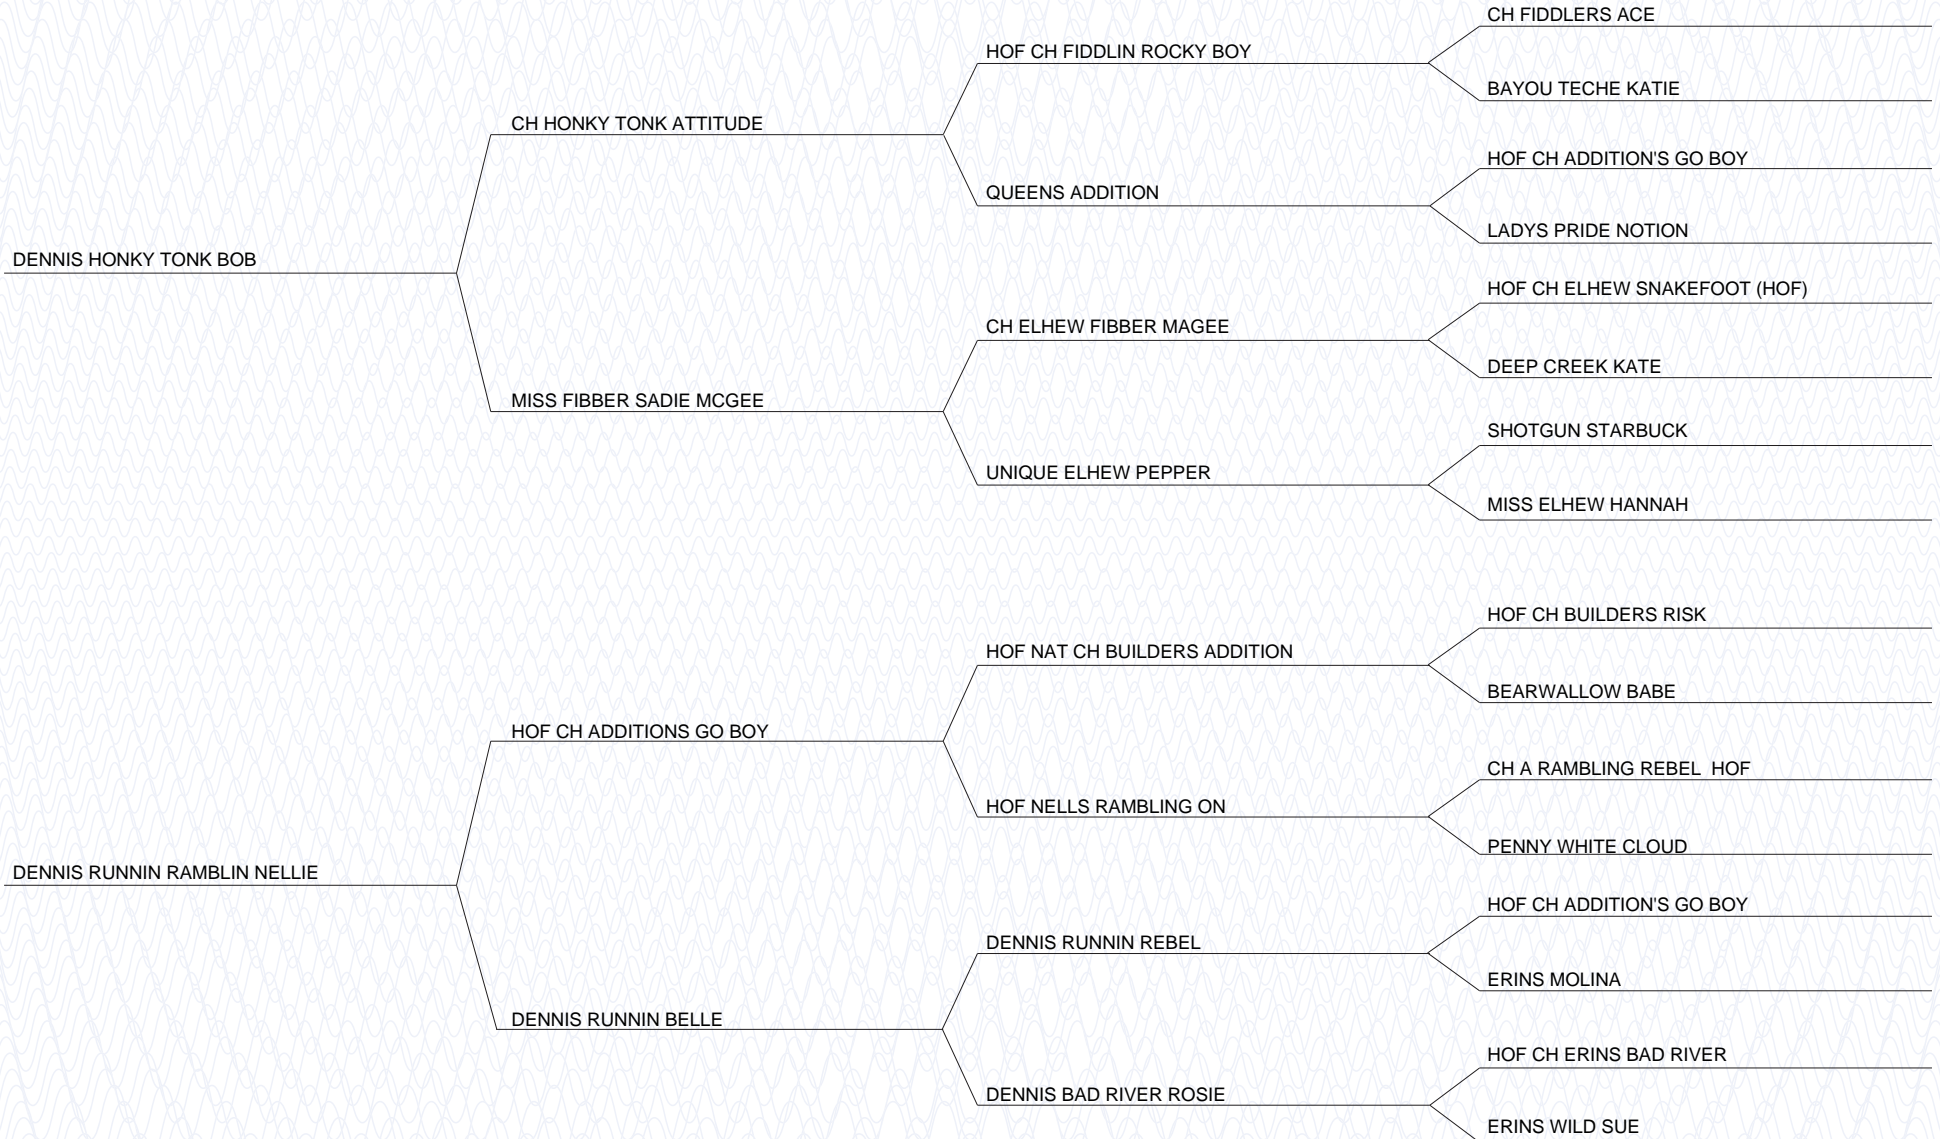 CH FIDDLERS ACE
HOF CH FIDDLIN ROCKY BOY
BAYOU TECHE KATIE
CH HONKY TONK ATTITUDE
HOF CH ADDITION'S GO BOY
QUEENS ADDITION
LADYS PRIDE NOTION
DENNIS HONKY TONK BOB
HOF CH ELHEW SNAKEFOOT (HOF)
CH ELHEW FIBBER MAGEE
DEEP CREEK KATE
MISS FIBBER SADIE MCGEE
SHOTGUN STARBUCK
UNIQUE ELHEW PEPPER
MISS ELHEW HANNAH
HOF CH BUILDERS RISK
HOF NAT CH BUILDERS ADDITION
BEARWALLOW BABE
HOF CH ADDITIONS GO BOY
CH A RAMBLING REBEL  HOF
HOF NELLS RAMBLING ON
PENNY WHITE CLOUD
DENNIS RUNNIN RAMBLIN NELLIE
HOF CH ADDITION'S GO BOY
DENNIS RUNNIN REBEL
ERINS MOLINA
DENNIS RUNNIN BELLE
HOF CH ERINS BAD RIVER
DENNIS BAD RIVER ROSIE
ERINS WILD SUE